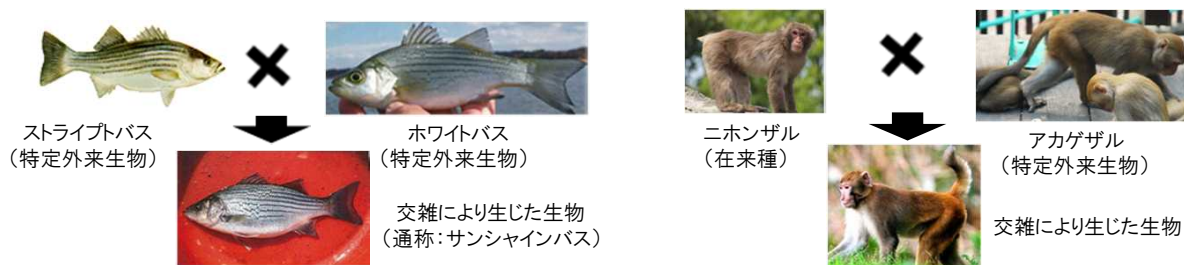 ストライプトバス
（特定外来生物）
ホワイトバス
（特定外来生物）
交雑により生じた生物
（通称：サンシャインバス）
ニホンザル
（在来種）
アカゲザル
（特定外来生物）
交雑により生じた生物